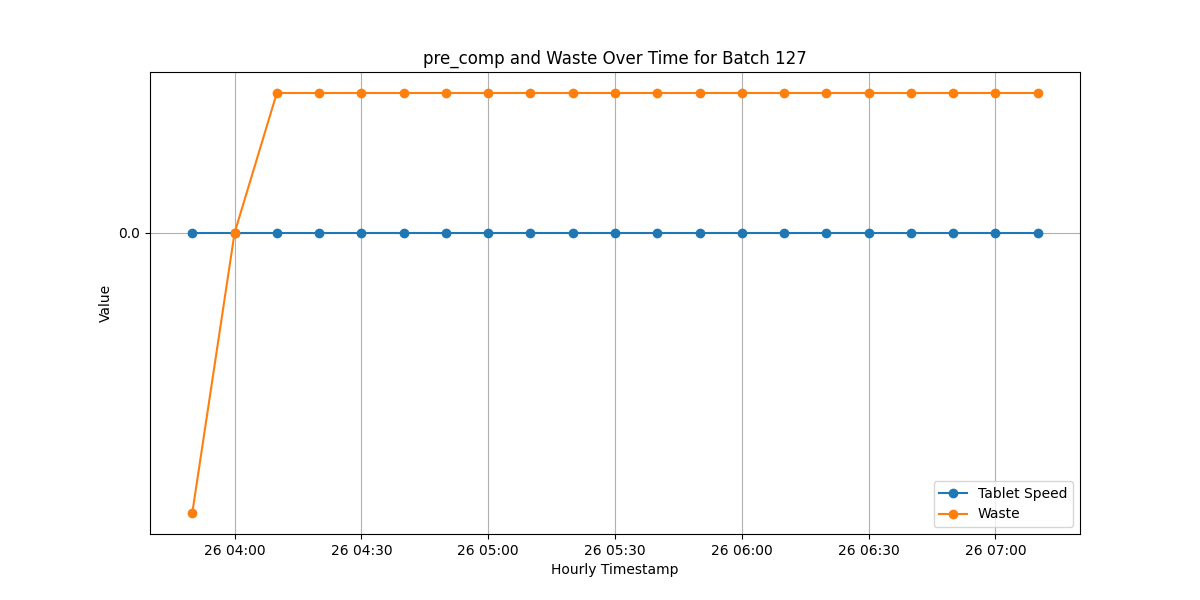 pre_comp and Waste Over Time for Batch 127
0.0
Value
Tablet Speed
Waste
26 04:00 26 04:30 26 05:00 26 05:30 26 06:00 26 06:30 26 07:00
Hourly Timestamp